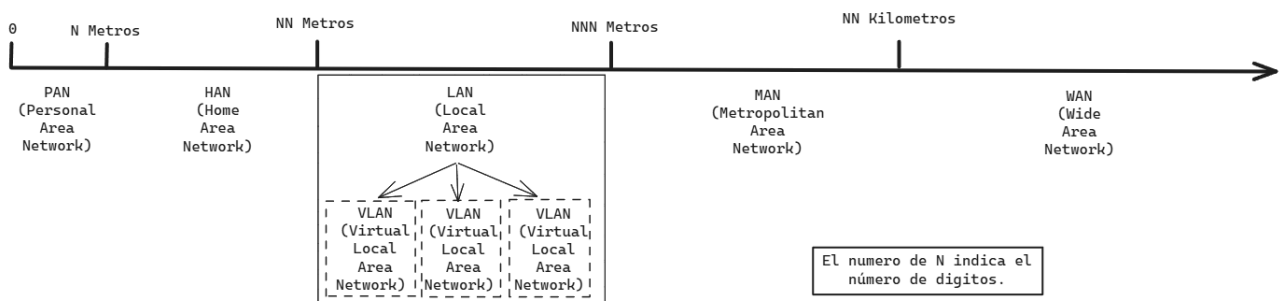 0
N Metros
NN Metros
NNN Metros
NN Kilometros
PAN
(Personal
Area
Network)
HAN
(Home
Area
Network)
LAN
(Local
Area
Network)
MAN
(Metropolitan
Area
Network)
WAN
(Wide
Area
Network)
VLAN
(Virtual
Local
Area
Network)
VLAN
(Virtual
Local
Area
Network)
VLAN
(Virtual
Local
Area
Network)
El numero de N indica el
número de digitos.